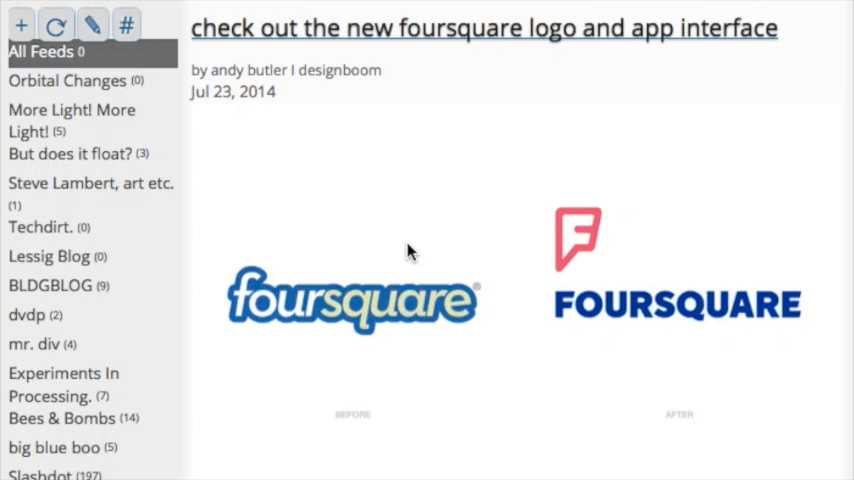 + #
All Feeds 0
Orbital Changes (0)
More Light! More
Light! (5)
But does it float? (3)
Steve Lambert, art etc.
(1)
Techdirt. (0)
Lessig Blog (0)
BLDGBLOG (9)
dvdp (2)
mr. div (4)
Experiments In
Processing. (7)
Bees & Bombs (14)
big blue boo (5)
Slashdot (197)
check out the new foursquare logo and app interface
by andy butler I designboom
Jul 23, 2014
foursquare®
F
FOURSQUARE
BEFORE
AFTER